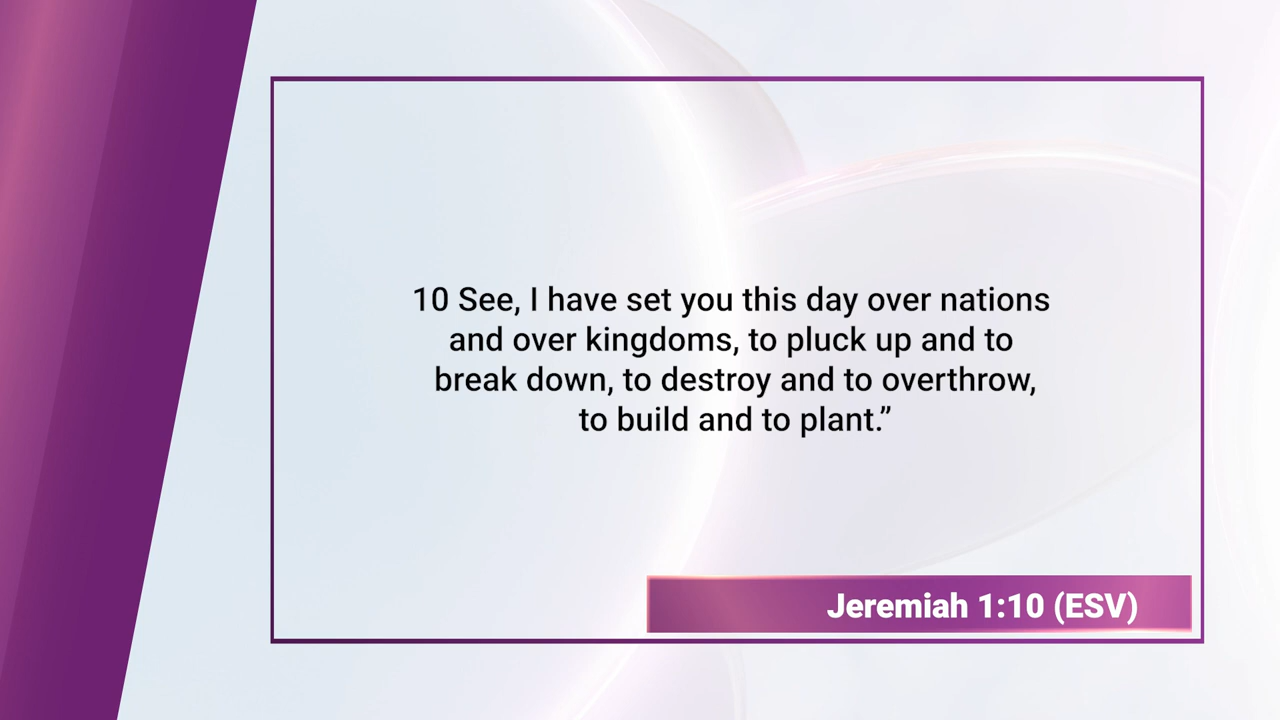 10 See, I have set you this day over nations
and over kingdoms, to pluck up and to
break down, to destroy and to overthrow,
to build and to plant.”
Jeremiah 1:10 (ESV)